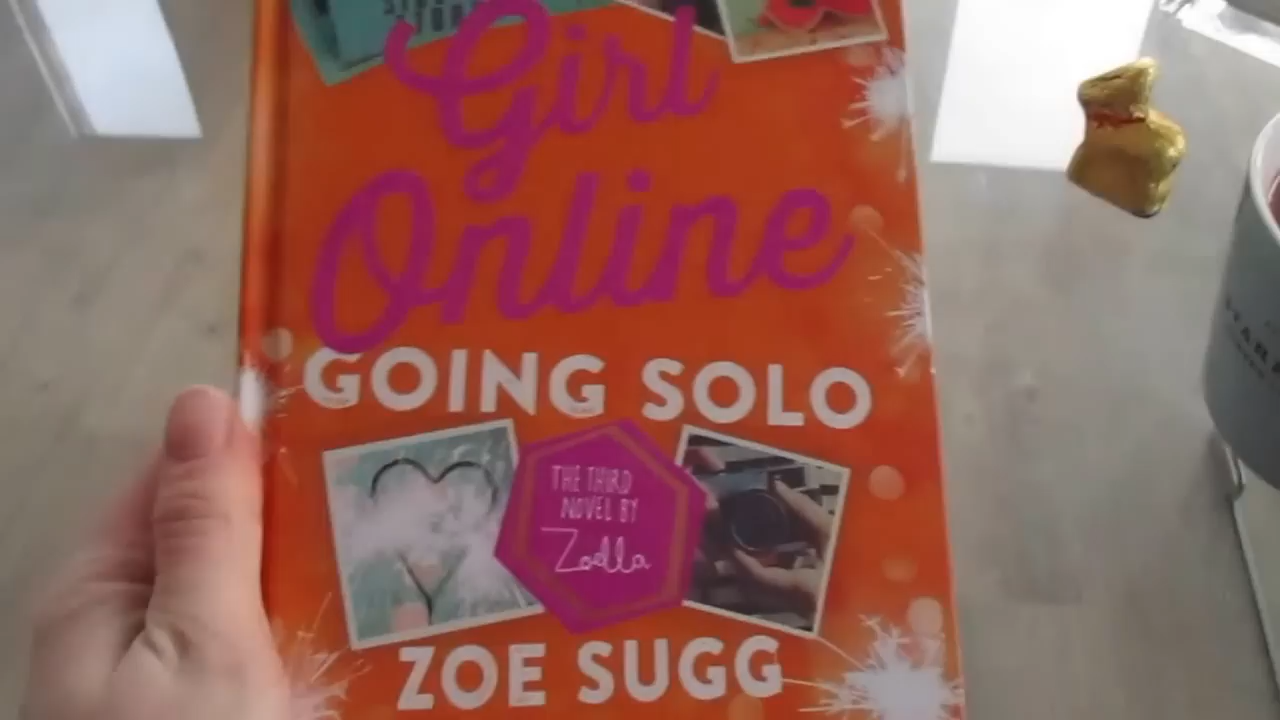 Girl
Online
GOING SOLO
THE THIRD
NOVEL BY
Zoella
ZOE SUGG